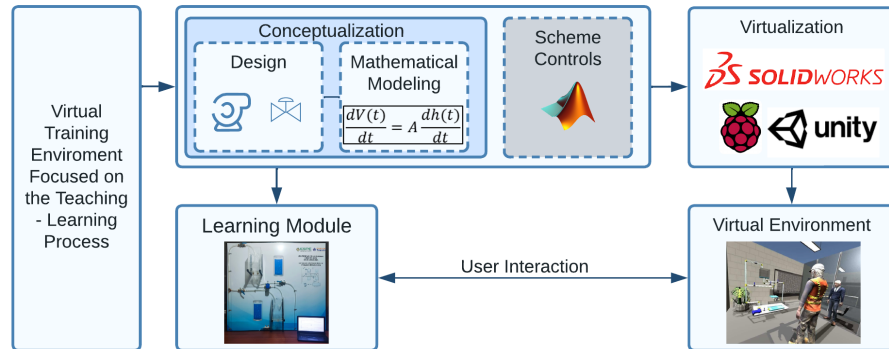 Virtual
Training
Enviroment
Focused on
the Teaching
- Learning
Process
Conceptualization
Design
Mathematical
Modeling
dV(t)/dt = A dh(t)/dt
Scheme
Controls
Virtualization
SOLIDWORKS
unity
Learning Module
User Interaction
Virtual Environment